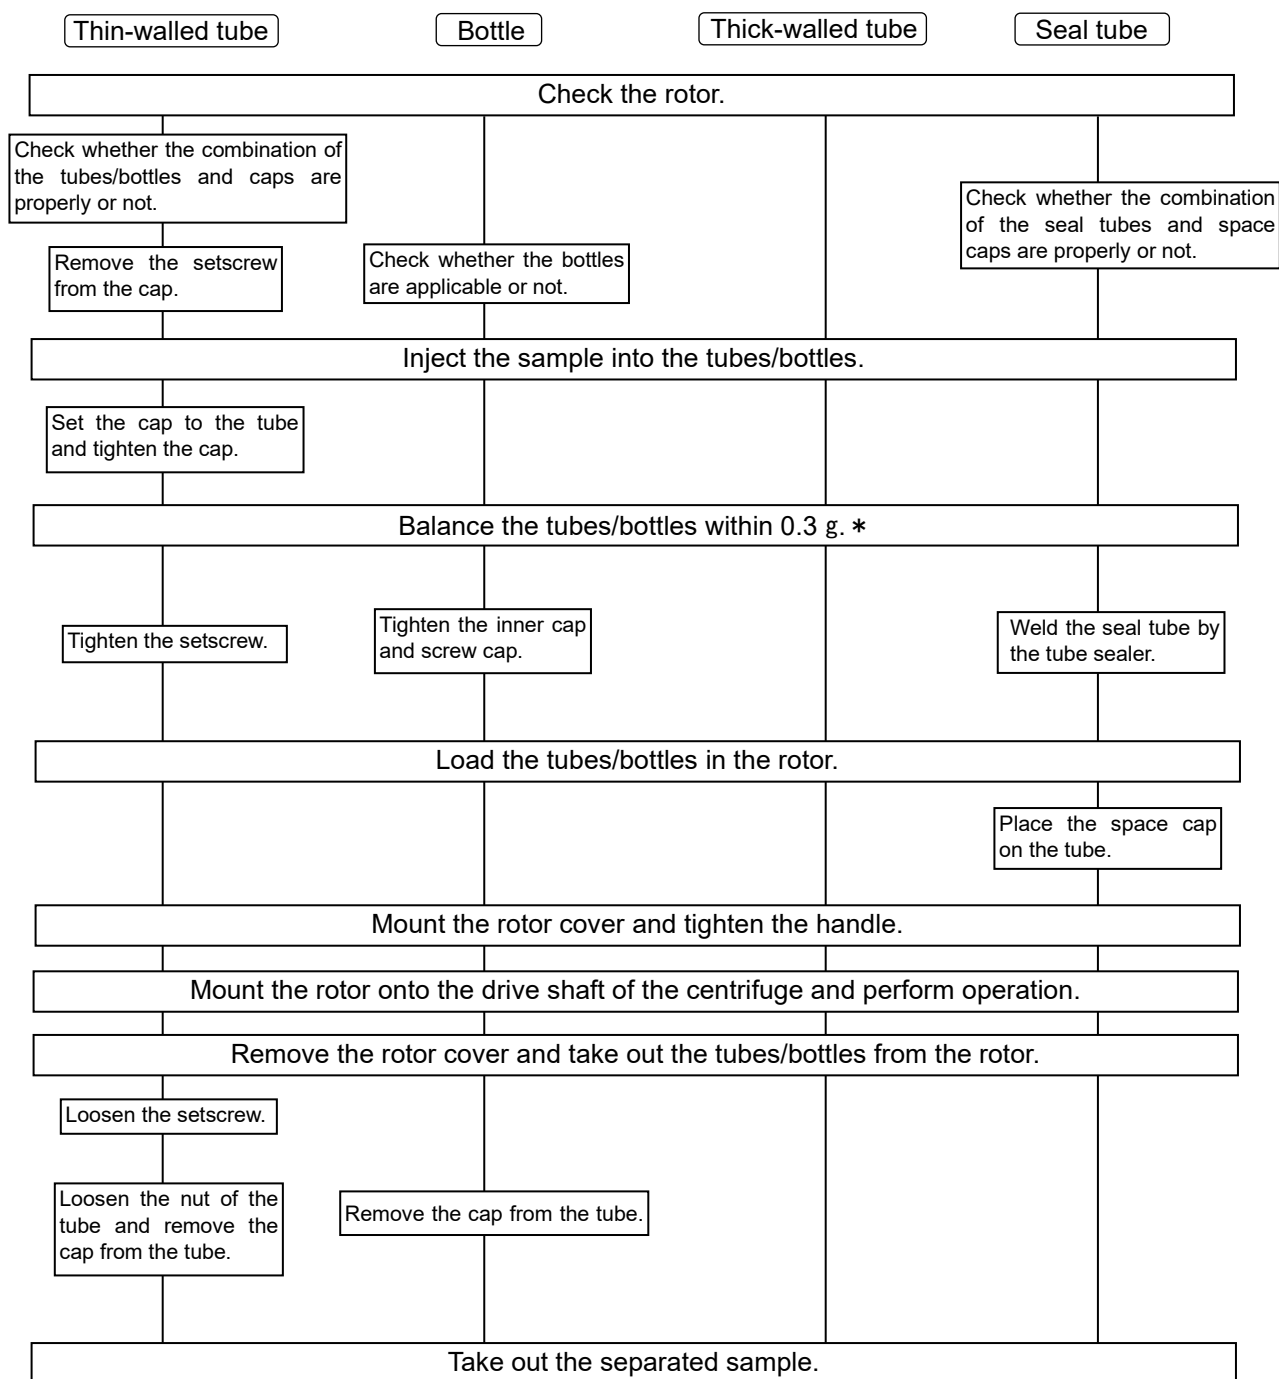 Thin-walled tube
Bottle
Thick-walled tube
Seal tube
Check the rotor.
Check whether the combination of
the tubes/bottles and caps are
properly or not.
Check whether the combination
of the seal tubes and space
caps are properly or not.
Remove the setscrew
from the cap.
Check whether the bottles
are applicable or not.
Inject the sample into the tubes/bottles.
Set the cap to the tube
and tighten the cap.
Balance the tubes/bottles within 0.3 g. *
Tighten the setscrew.
Tighten the inner cap
and screw cap.
Weld the seal tube by
the tube sealer.
Load the tubes/bottles in the rotor.
Place the space cap
on the tube.
Mount the rotor cover and tighten the handle.
Mount the rotor onto the drive shaft of the centrifuge and perform operation.
Remove the rotor cover and take out the tubes/bottles from the rotor.
Loosen the setscrew.
Loosen the nut of the
tube and remove the
cap from the tube.
Remove the cap from the tube.
Take out the separated sample.